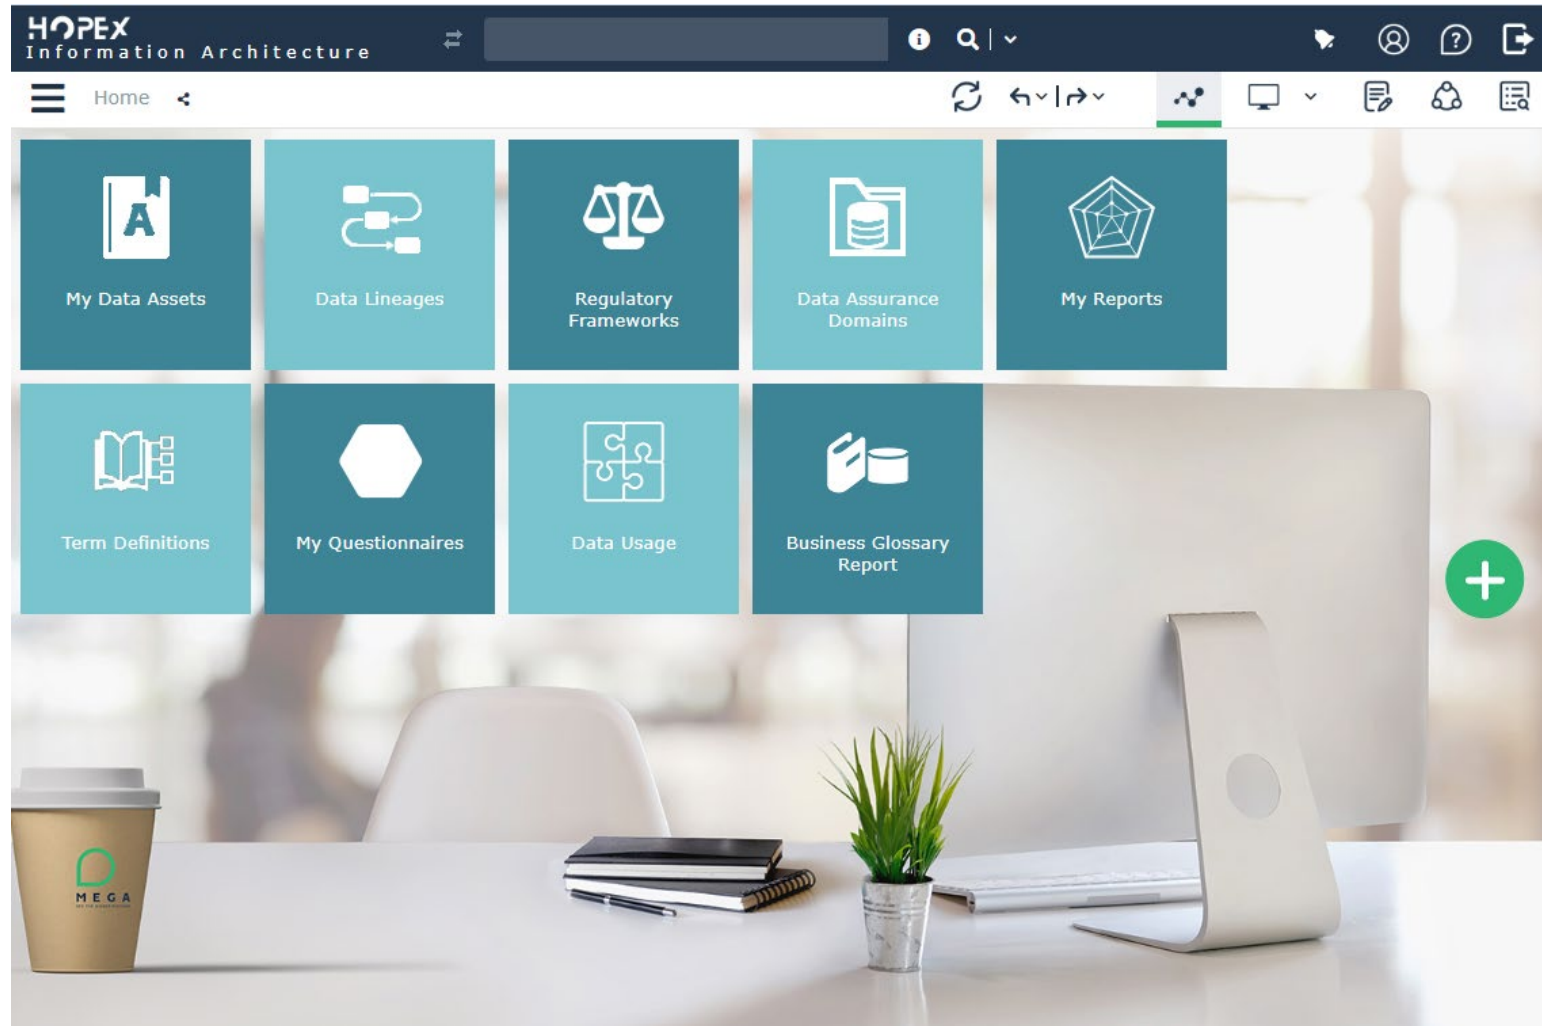 HOPEX
Information Architecture
Home
My Data Assets
Data Lineages
Regulatory
Frameworks
Data Assurance
Domains
My Reports
Term Definitions
My Questionnaires
Data Usage
Business Glossary
Report
MEGA